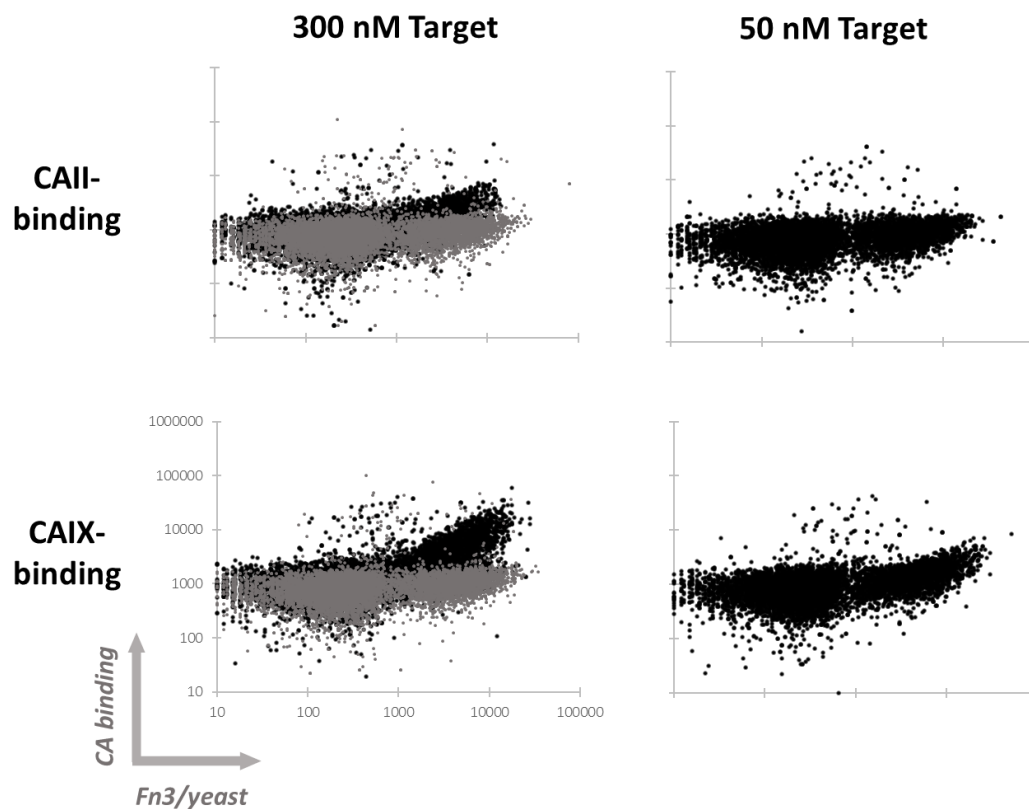 300 nM Target
50 nM Target
CAII-
binding
CAIX-
binding
1000000
100000
10000
1000
100
10
10
100
1000
10000
100000
CA binding
Fn3/yeast